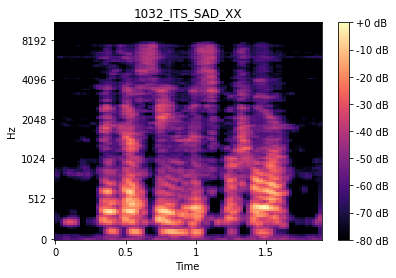 1032_ITS_SAD_XX
+0 dB
8192
-10 dB
4096
-20 dB
-30 dB
2048
Hz
-40 dB
1024
-50 dB
512
-60 dB
-70 dB
0
-80 dB
0
0.5
1
1.5
Time